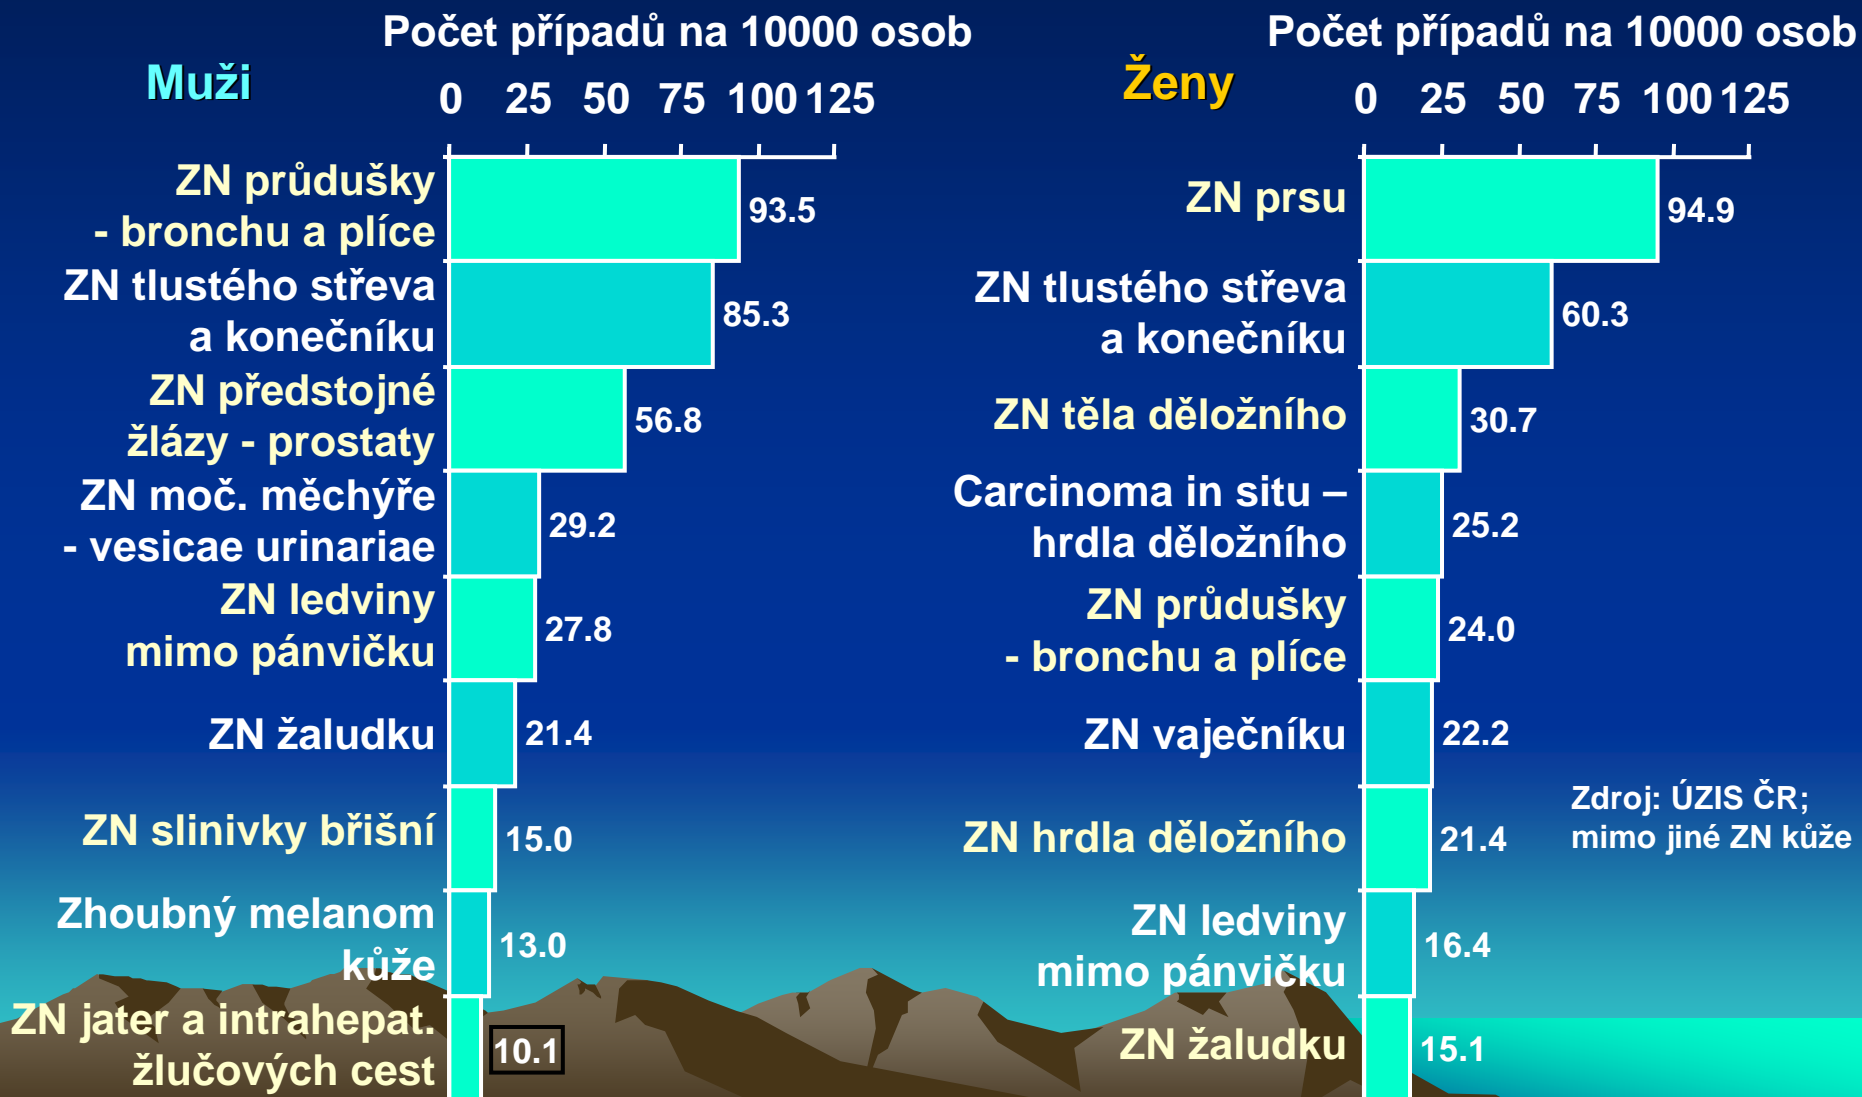 Počet případů na 10000 osob
Muži
0 25 50 75 100 125
ZN průdušky
- bronchu a plíce
93.5
ZN tlustého střeva
a konečníku
85.3
ZN předstojné
žlázy - prostaty
56.8
ZN moč. měchýře
- vesicae urinariae
29.2
ZN ledviny
mimo pánvičku
27.8
ZN žaludku
21.4
ZN slinivky břišní
15.0
Zhoubný melanom
kůže
13.0
ZN jater a intrahepat.
žlučových cest
10.1
Počet případů na 10000 osob
Ženy
0 25 50 75 100 125
ZN prsu
94.9
ZN tlustého střeva
a konečníku
60.3
ZN těla děložního
30.7
Carcinoma in situ –
hrdla děložního
25.2
ZN průdušky
- bronchu a plíce
24.0
ZN vaječníku
22.2
ZN hrdla děložního
21.4
ZN ledviny
mimo pánvičku
16.4
ZN žaludku
15.1
Zdroj: ÚZIS ČR;
mimo jiné ZN kůže